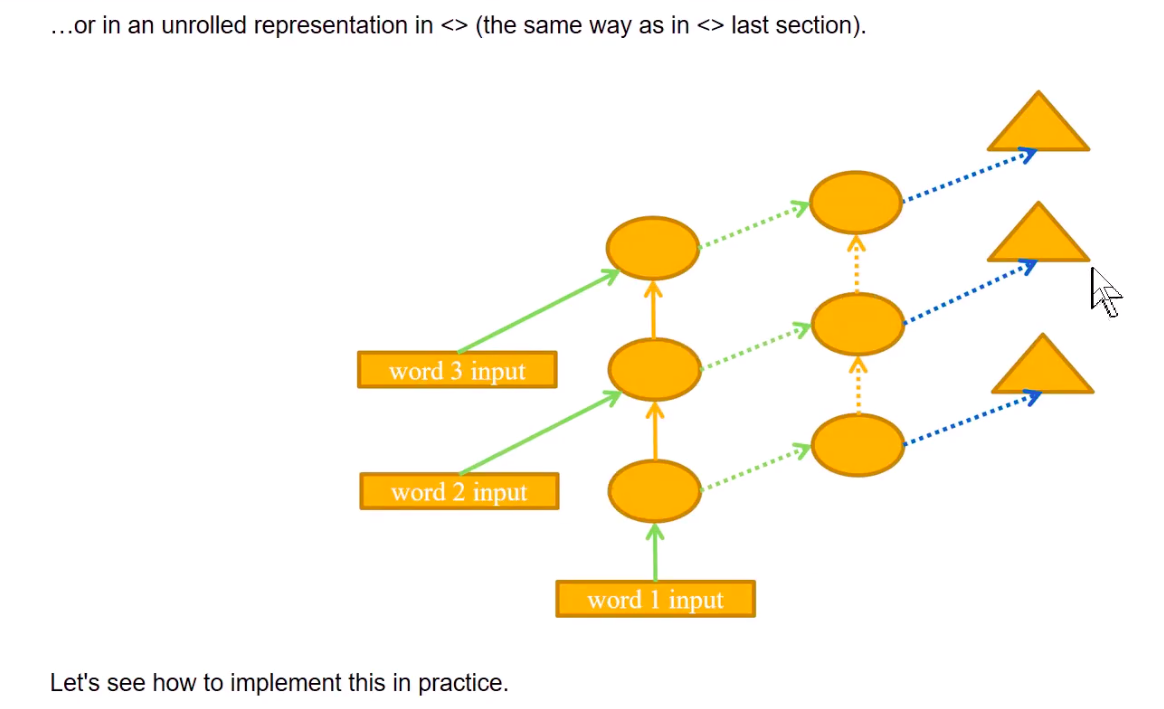 …or in an unrolled representation in <> (the same way as in <> last section).
word 3 input
word 2 input
word 1 input
Let's see how to implement this in practice.